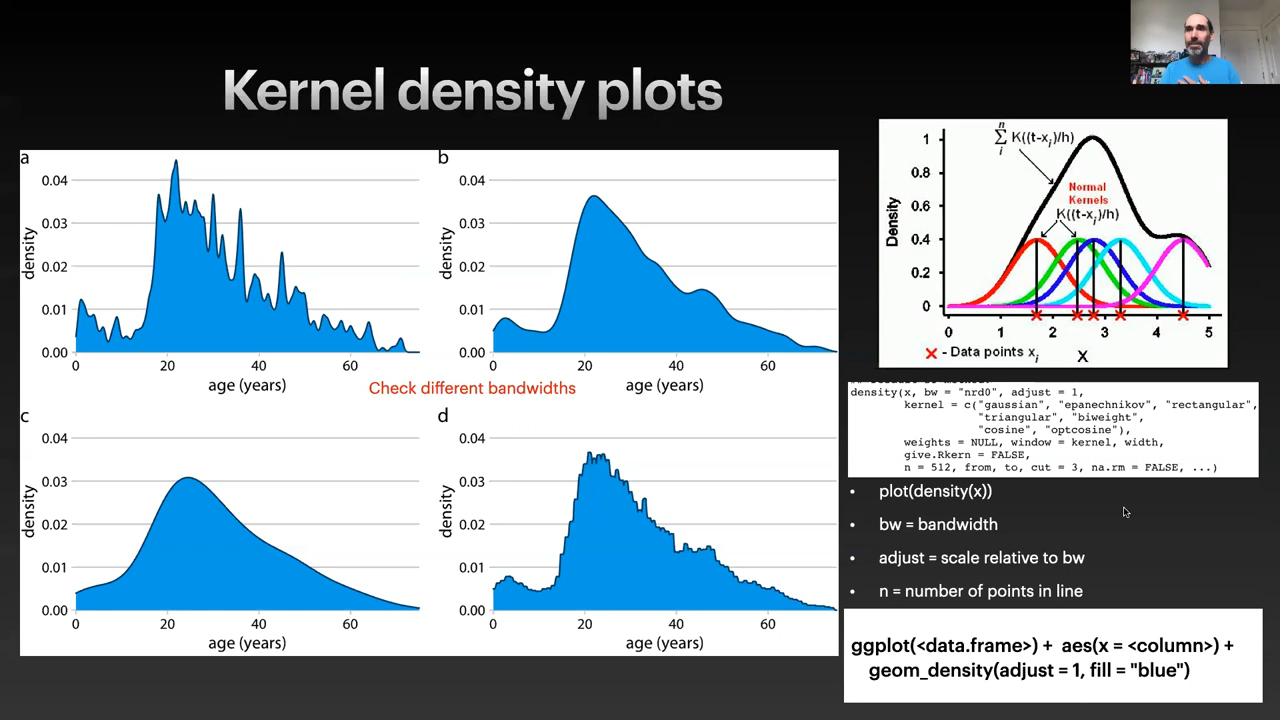 Kernel density plots
a
0.04
0.03
0.02
0.01
0.00
density
0
20
40
60
age (years)
b
0.04
0.03
0.02
0.01
0.00
density
0
20
40
60
age (years)
Check different bandwidths
c
0.04
0.03
0.02
0.01
0.00
density
0
20
40
60
age (years)
d
0.04
0.03
0.02
0.01
0.00
density
0
20
40
60
age (years)
n
∑ K((t-xᵢ)/h)
i
Normal
Kernels
K((t-xᵢ)/h)
1
0.8
0.6
0.4
0.2
0
Density
0 1 2 3 4 5
× - Data points xᵢ
X
density(x, bw = "nrd0", adjust = 1,
kernel = c("gaussian", "epanechnikov", "rectangular",
"triangular", "biweight",
"cosine", "optcosine"),
weights = NULL, window = kernel, width,
give.Rkern = FALSE,
n = 512, from, to, cut = 3, na.rm = FALSE, ...)
• plot(density(x))
• bw = bandwidth
• adjust = scale relative to bw
• n = number of points in line
ggplot(<data.frame>) + aes(x = <column>) +
geom_density(adjust = 1, fill = "blue")